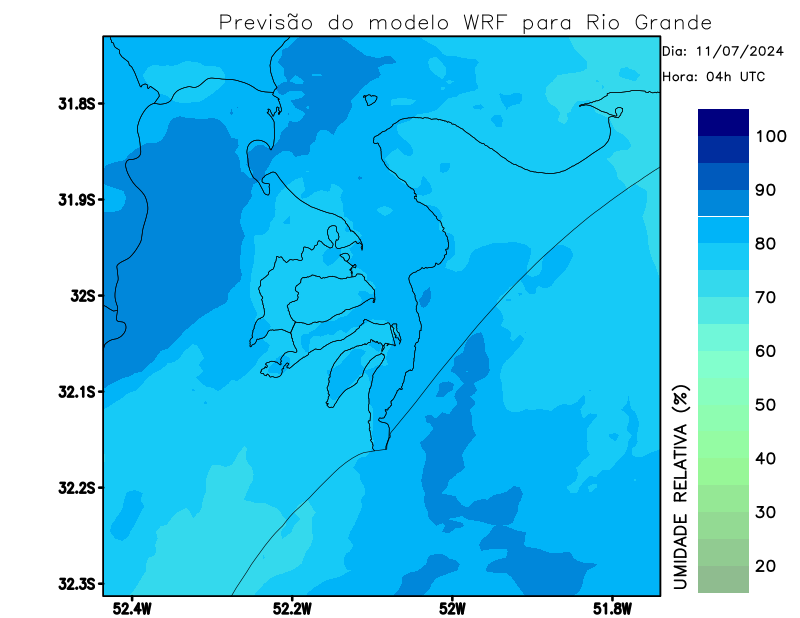 Previsão do modelo WRF para Rio Grande
Dia: 11/07/2024
Hora: 04h UTC
31.8S
31.9S
32S
32.1S
32.2S
32.3S
52.4W
52.2W
52W
51.8W
100
90
80
70
60
50
40
30
20
UMIDADE RELATIVA (%)